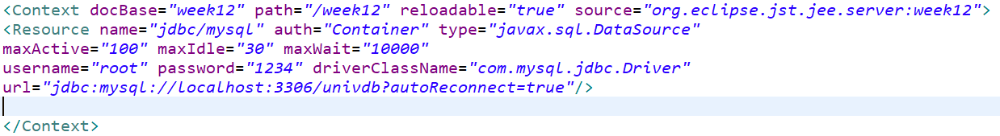 <Context docBase="week12" path="/week12" reloadable="true" source="org.eclipse.jst.jee.server:week12">
<Resource name="jdbc/mysql" auth="Container" type="javax.sql.DataSource"
maxActive="100" maxIdle="30" maxWait="10000"
username="root" password="1234" driverClassName="com.mysql.jdbc.Driver"
url="jdbc:mysql://localhost:3306/univdb?autoReconnect=true"/>
</Context>